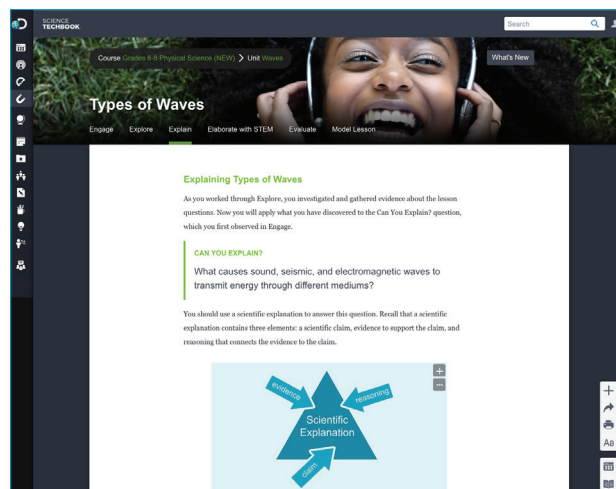 SCIENCE
TECHBOOK
Search
Course Grades 6-8 Physical Science (NEW) > Unit Waves
What's New
Types of Waves
Engage Explore Explain Elaborate with STEM Evaluate Model Lesson
Explaining Types of Waves
As you worked through Explore, you investigated and gathered evidence about the lesson
questions. Now you will apply what you have discovered to the Can You Explain? question,
which you first observed in Engage.
CAN YOU EXPLAIN?
What causes sound, seismic, and electromagnetic waves to
transmit energy through different mediums?
You should use a scientific explanation to answer this question. Recall that a scientific
explanation contains three elements: a scientific claim, evidence to support the claim, and
reasoning that connects the evidence to the claim.
evidence
reasoning
Scientific
Explanation
claim
Aa